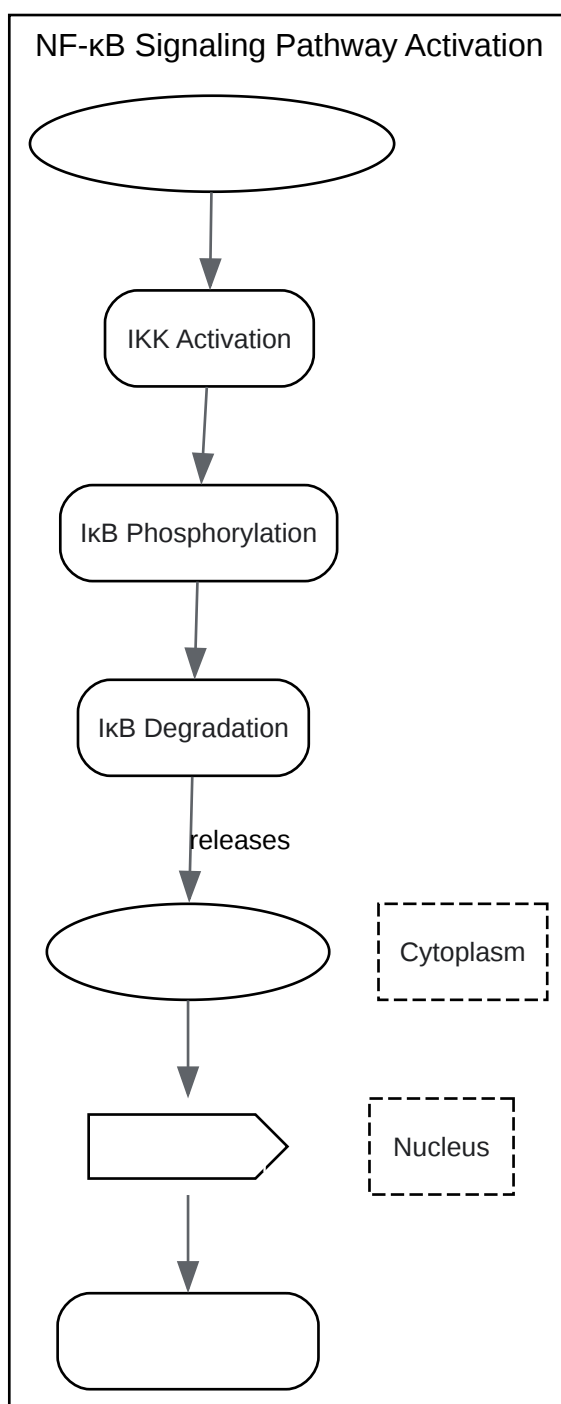 NF-κB Signaling Pathway Activation
IKK Activation
IκB Phosphorylation
IκB Degradation
releases
Cytoplasm
Nucleus